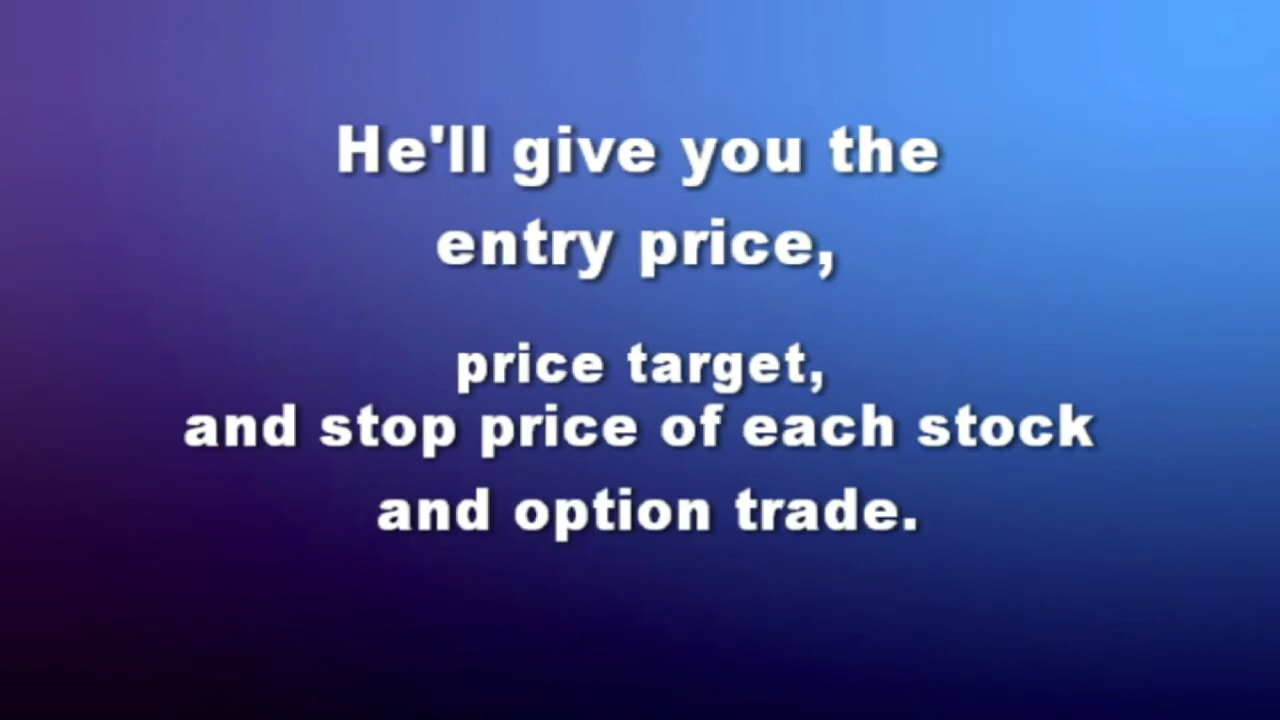 He'll give you the
entry price,
price target,
and stop price of each stock
and option trade.